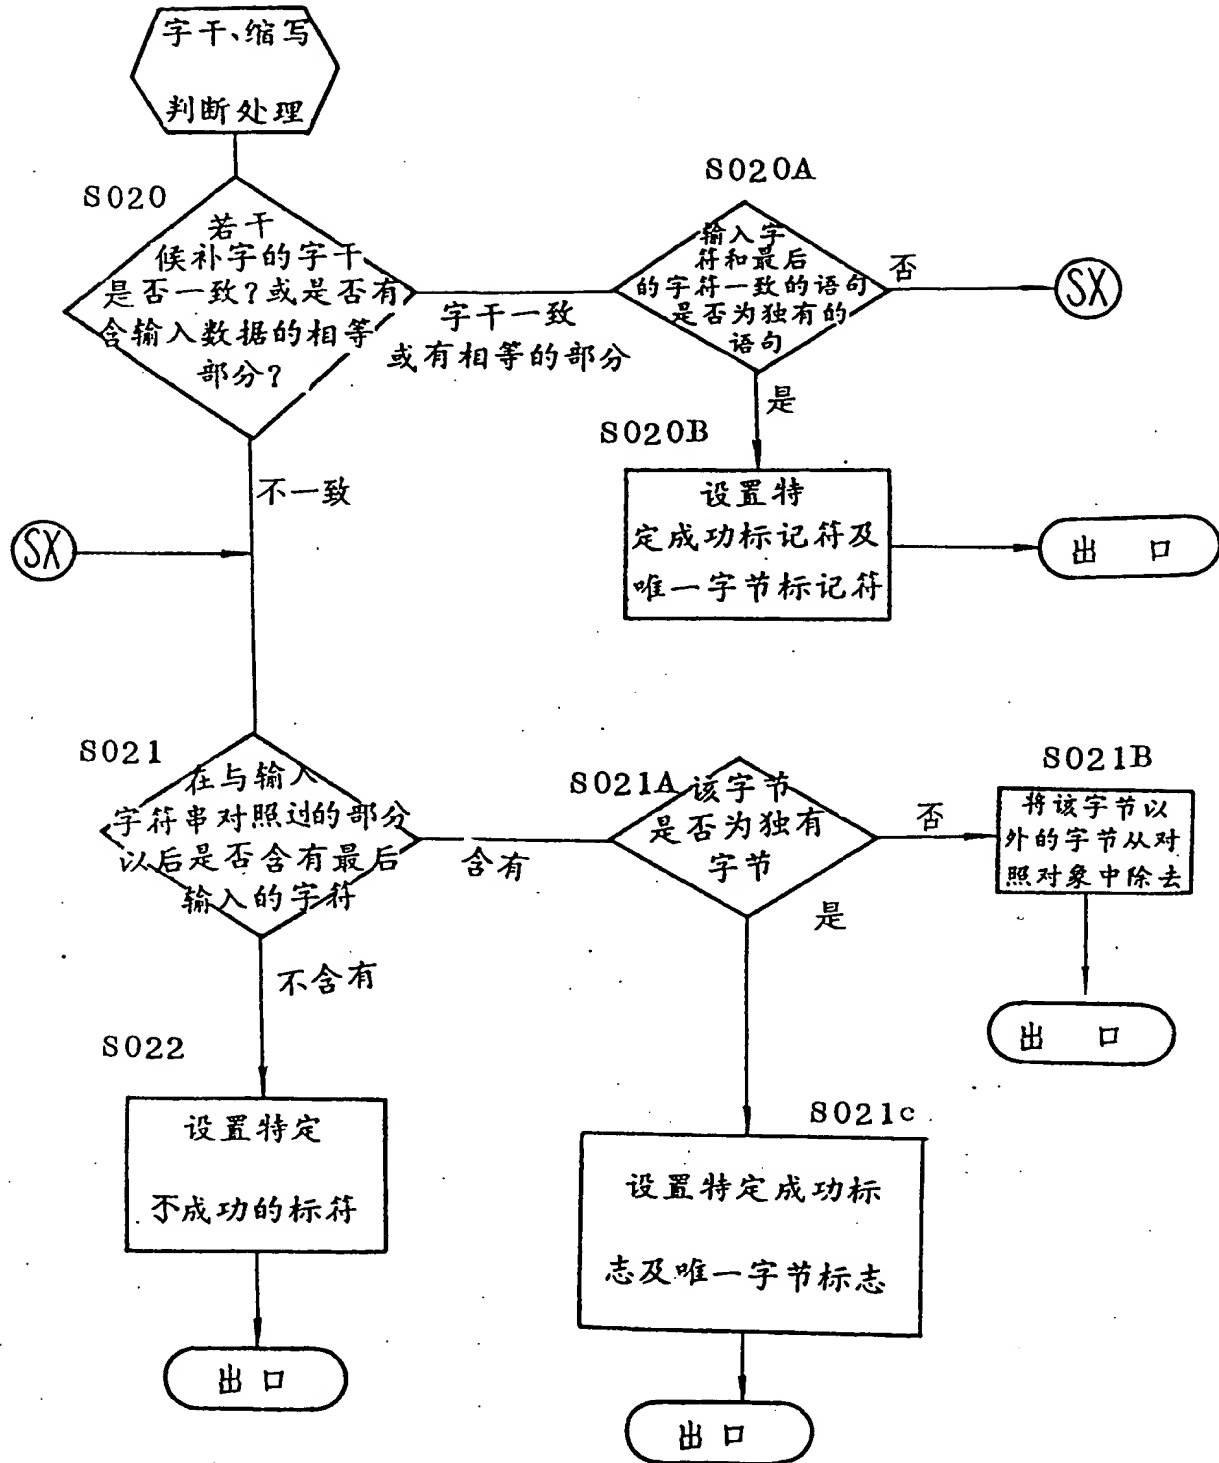 字干、缩写
判断处理
S020
若干
候补字的字干
是否一致?或是否有
含输入数据的相等
部分?
字干一致
或有相等的部分
S020A
输入字
符和最后
的字符一致的语句
是否为独有的
语句
否
SX
是
S020B
设置特
定成功标记符及
唯一字节标记符
出 口
不一致
SX
S021
在与输入
字符串对照过的部分
以后是否含有最后
输入的字符
含有
S021A
该字节
是否为独有
字节
否
S021B
将该字节以
外的字节从对
照对象中除去
出 口
是
不含有
S022
设置特定
不成功的标符
出口
S021c
设置特定成功标
志及唯一字节标志
出口